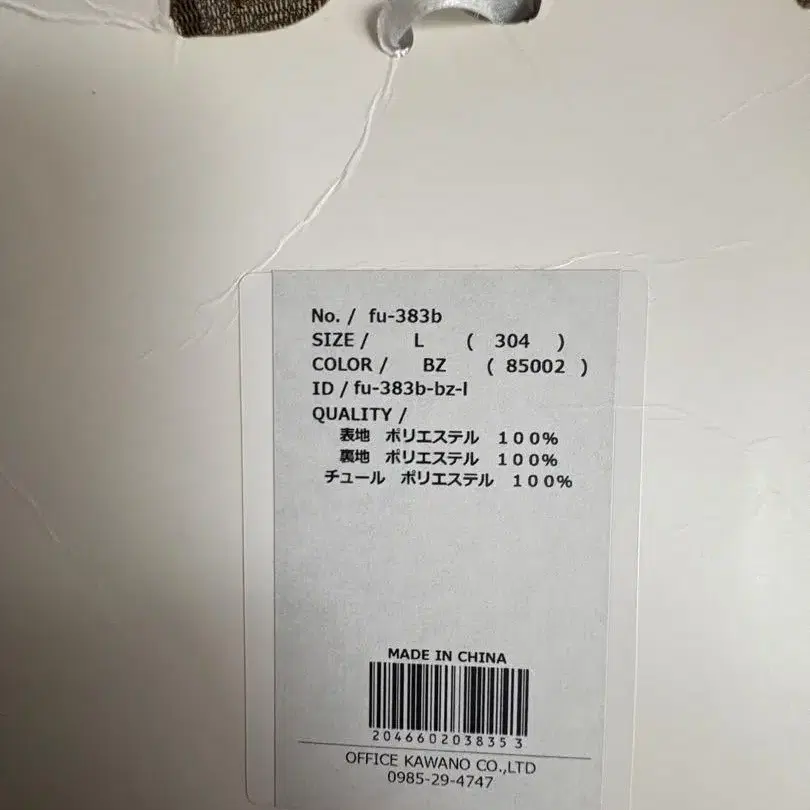 No. / fu-383b
SIZE / L ( 304 )
COLOR / BZ ( 85002 )
ID / fu-383b-bz-l
QUALITY /
表地 ポリエステル 100%
裏地 ポリエステル 100%
チュール ポリエステル 100%
MADE IN CHINA
2046602038353
OFFICE KAWANO CO.,LTD
0985-29-4747